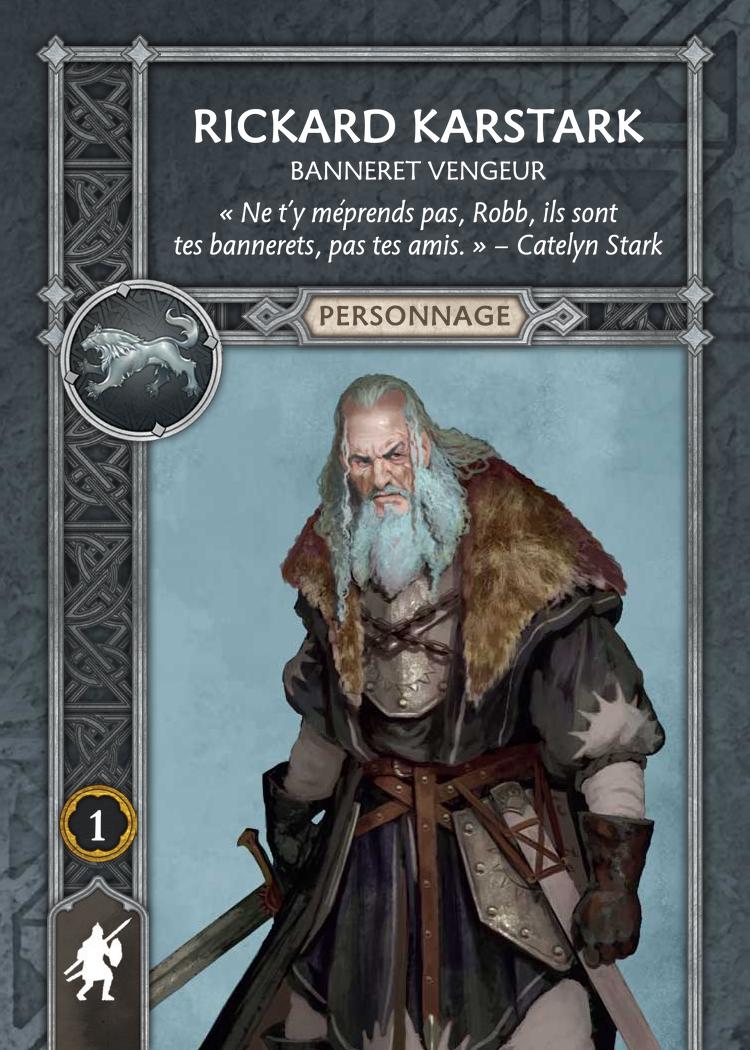 RICKARD KARSTARK
BANNERET VENGEUR
« Ne t'y méprends pas, Robb, ils sont
tes bannerets, pas tes amis. » – Catelyn Stark
PERSONNAGE
1